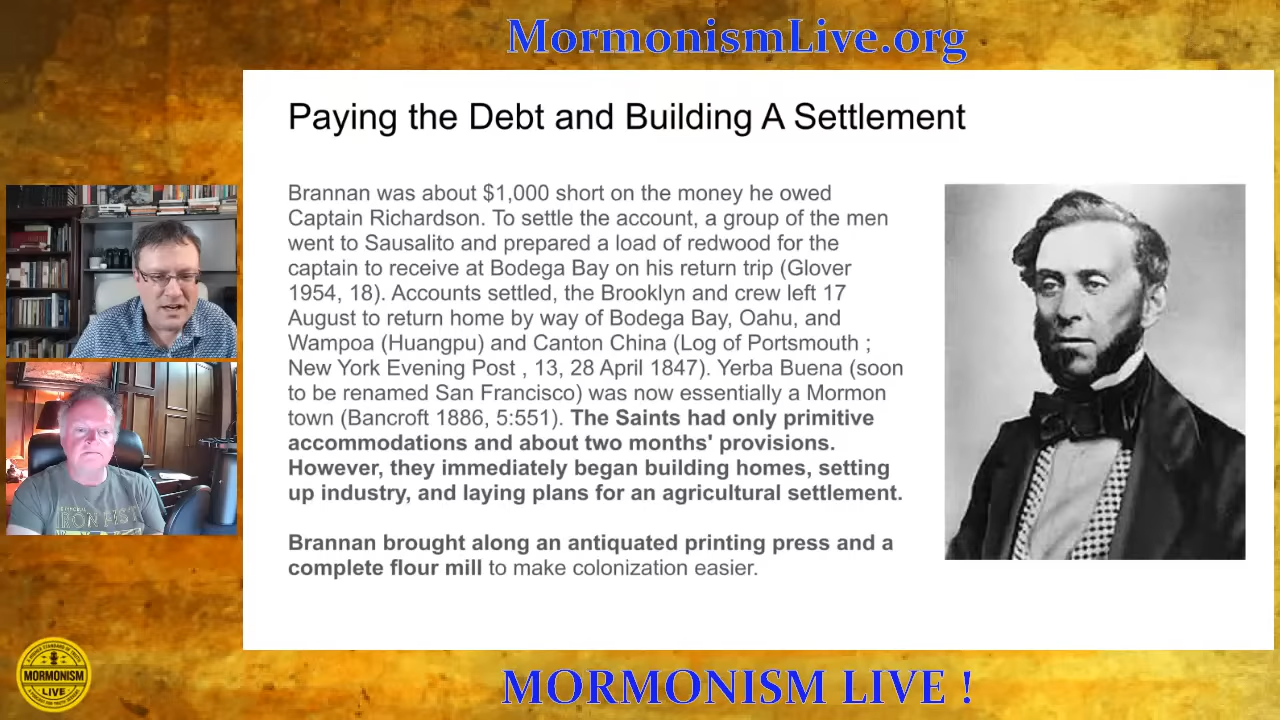 MormonismLive.org
Paying the Debt and Building A Settlement
Brannan was about $1,000 short on the money he owed
Captain Richardson. To settle the account, a group of the men
went to Sausalito and prepared a load of redwood for the
captain to receive at Bodega Bay on his return trip (Glover
1954, 18). Accounts settled, the Brooklyn and crew left 17
August to return home by way of Bodega Bay, Oahu, and
Wampoa (Huangpu) and Canton China (Log of Portsmouth ;
New York Evening Post , 13, 28 April 1847). Yerba Buena (soon
to be renamed San Francisco) was now essentially a Mormon
town (Bancroft 1886, 5:551). The Saints had only primitive
accommodations and about two months' provisions.
However, they immediately began building homes, setting
up industry, and laying plans for an agricultural settlement.
Brannan brought along an antiquated printing press and a
complete flour mill to make colonization easier.
IRON FIST
MORMONISM
LIVE
MORMONISM LIVE !